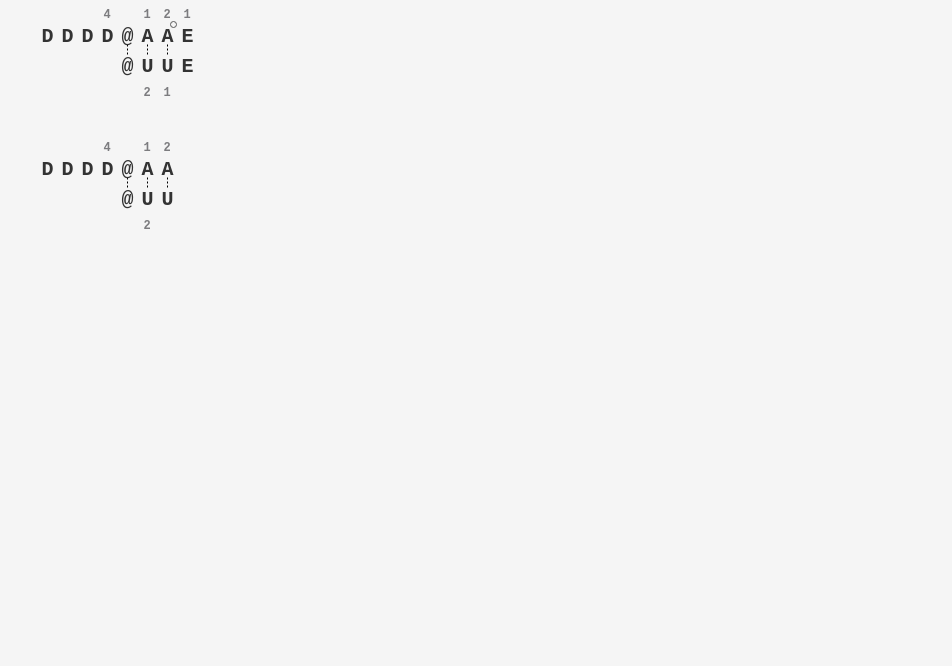 4 1 2 1
D D D D @ A A E
@ U U E
2 1
4 1 2
D D D D @ A A
@ U U
2